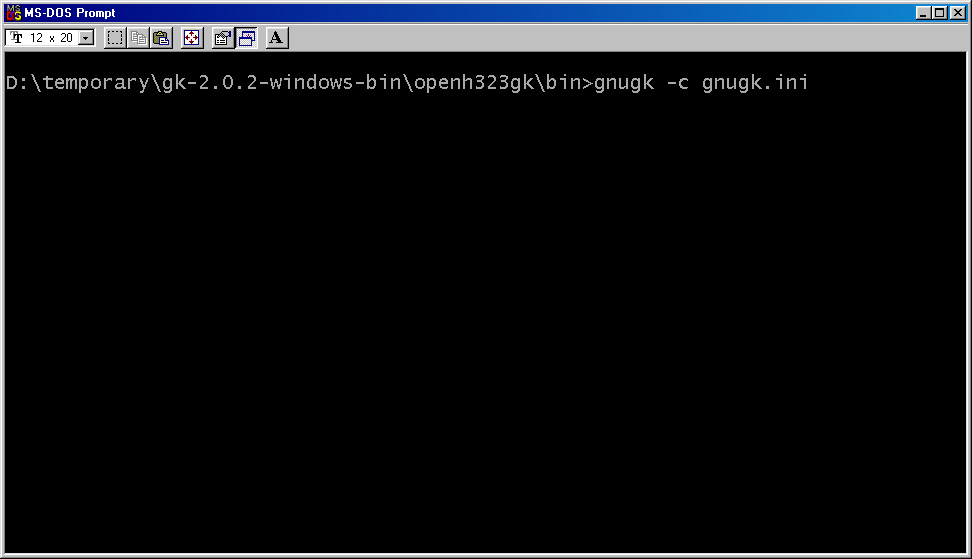 MS-DOS Prompt
12 x 20
A
D:\temporary\gk-2.0.2-windows-bin\openh323gk\bin>gnugk -c gnugk.ini